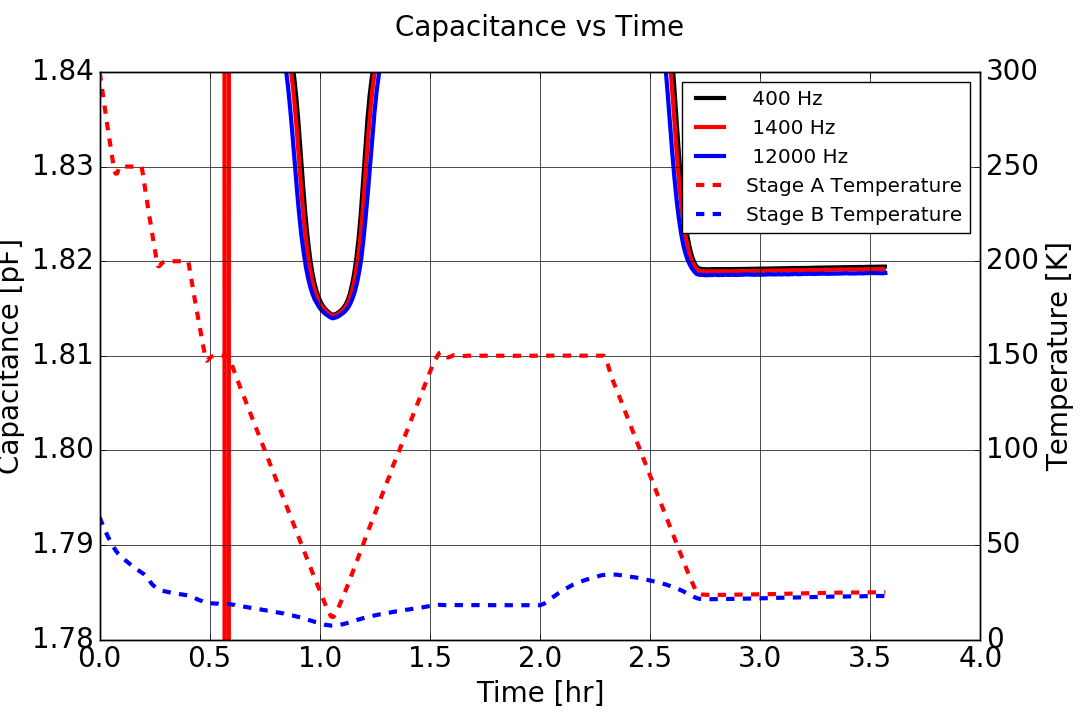 Capacitance vs Time
1.84
1.83
1.82
1.81
1.80
1.79
1.78
Capacitance [pF]
300
250
200
150
100
50
0
Temperature [K]
400 Hz
1400 Hz
12000 Hz
Stage A Temperature
Stage B Temperature
0.0 0.5 1.0 1.5 2.0 2.5 3.0 3.5 4.0
Time [hr]